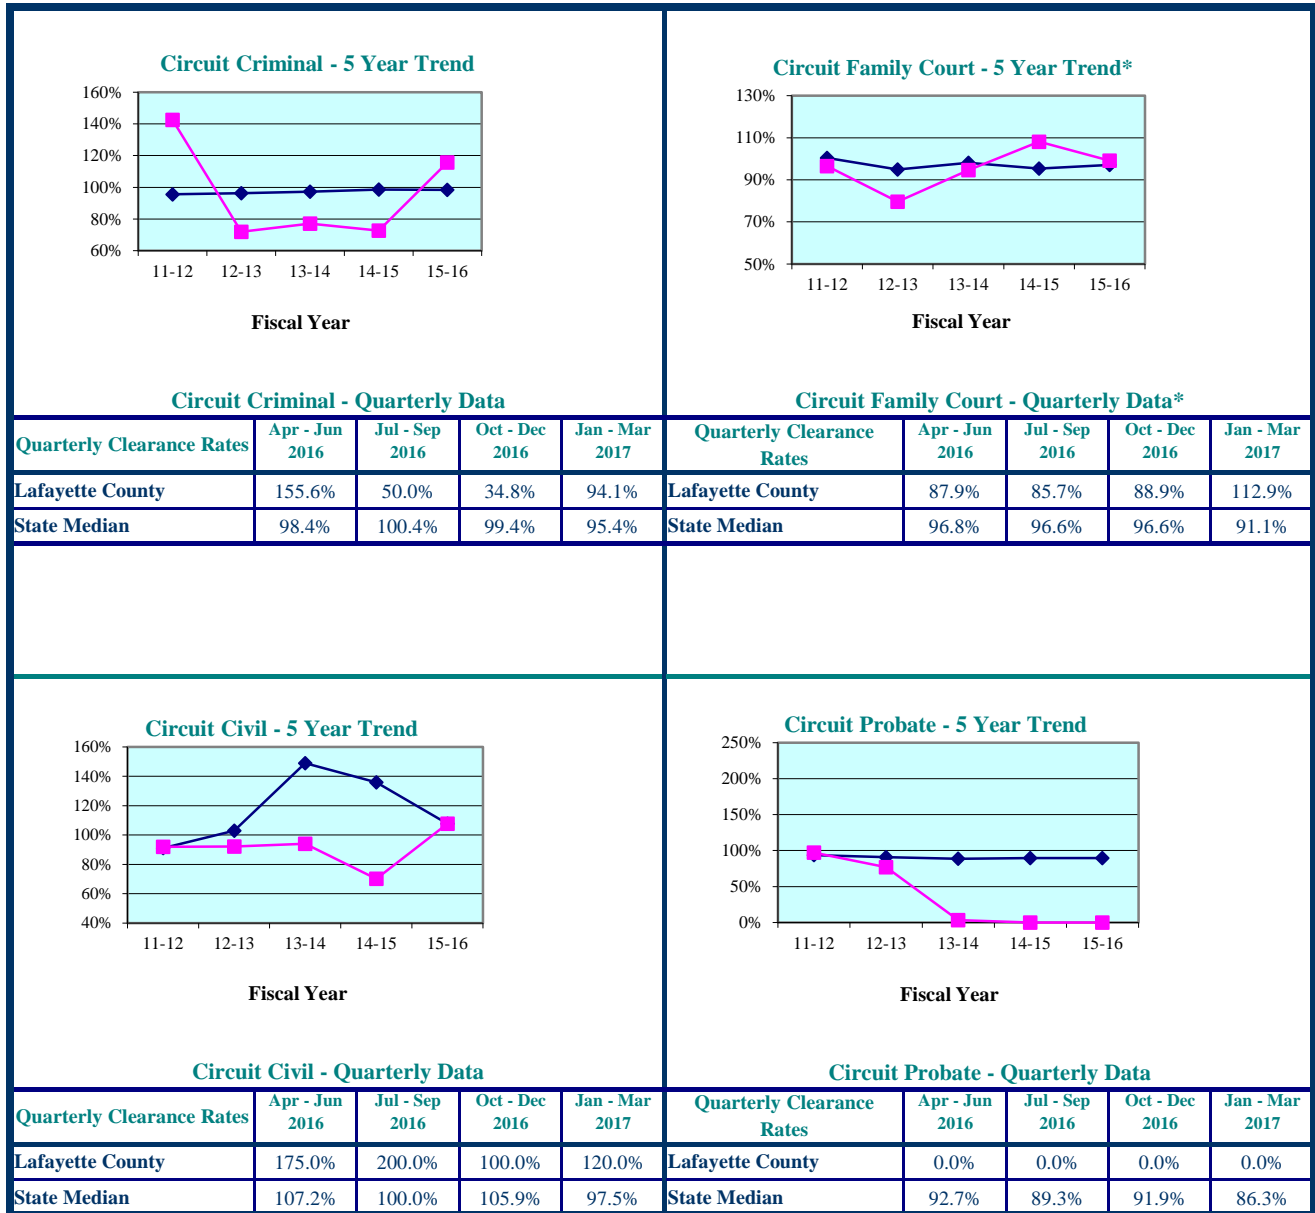 Circuit Criminal - 5 Year Trend
160%
140%
120%
100%
80%
60%
11-12 12-13 13-14 14-15 15-16
Fiscal Year
Circuit Criminal - Quarterly Data
Quarterly Clearance Rates Apr - Jun 2016 Jul - Sep 2016 Oct - Dec 2016 Jan - Mar 2017
Lafayette County 155.6% 50.0% 34.8% 94.1%
State Median 98.4% 100.4% 99.4% 95.4%
Circuit Family Court - 5 Year Trend*
130%
110%
90%
70%
50%
11-12 12-13 13-14 14-15 15-16
Fiscal Year
Circuit Family Court - Quarterly Data*
Quarterly Clearance Rates Apr - Jun 2016 Jul - Sep 2016 Oct - Dec 2016 Jan - Mar 2017
Lafayette County 87.9% 85.7% 88.9% 112.9%
State Median 96.8% 96.6% 96.6% 91.1%
Circuit Civil - 5 Year Trend
160%
140%
120%
100%
80%
60%
40%
11-12 12-13 13-14 14-15 15-16
Fiscal Year
Circuit Civil - Quarterly Data
Quarterly Clearance Rates Apr - Jun 2016 Jul - Sep 2016 Oct - Dec 2016 Jan - Mar 2017
Lafayette County 175.0% 200.0% 100.0% 120.0%
State Median 107.2% 100.0% 105.9% 97.5%
Circuit Probate - 5 Year Trend
250%
200%
150%
100%
50%
0%
11-12 12-13 13-14 14-15 15-16
Fiscal Year
Circuit Probate - Quarterly Data
Quarterly Clearance Rates Apr - Jun 2016 Jul - Sep 2016 Oct - Dec 2016 Jan - Mar 2017
Lafayette County 0.0% 0.0% 0.0% 0.0%
State Median 92.7% 89.3% 91.9% 86.3%